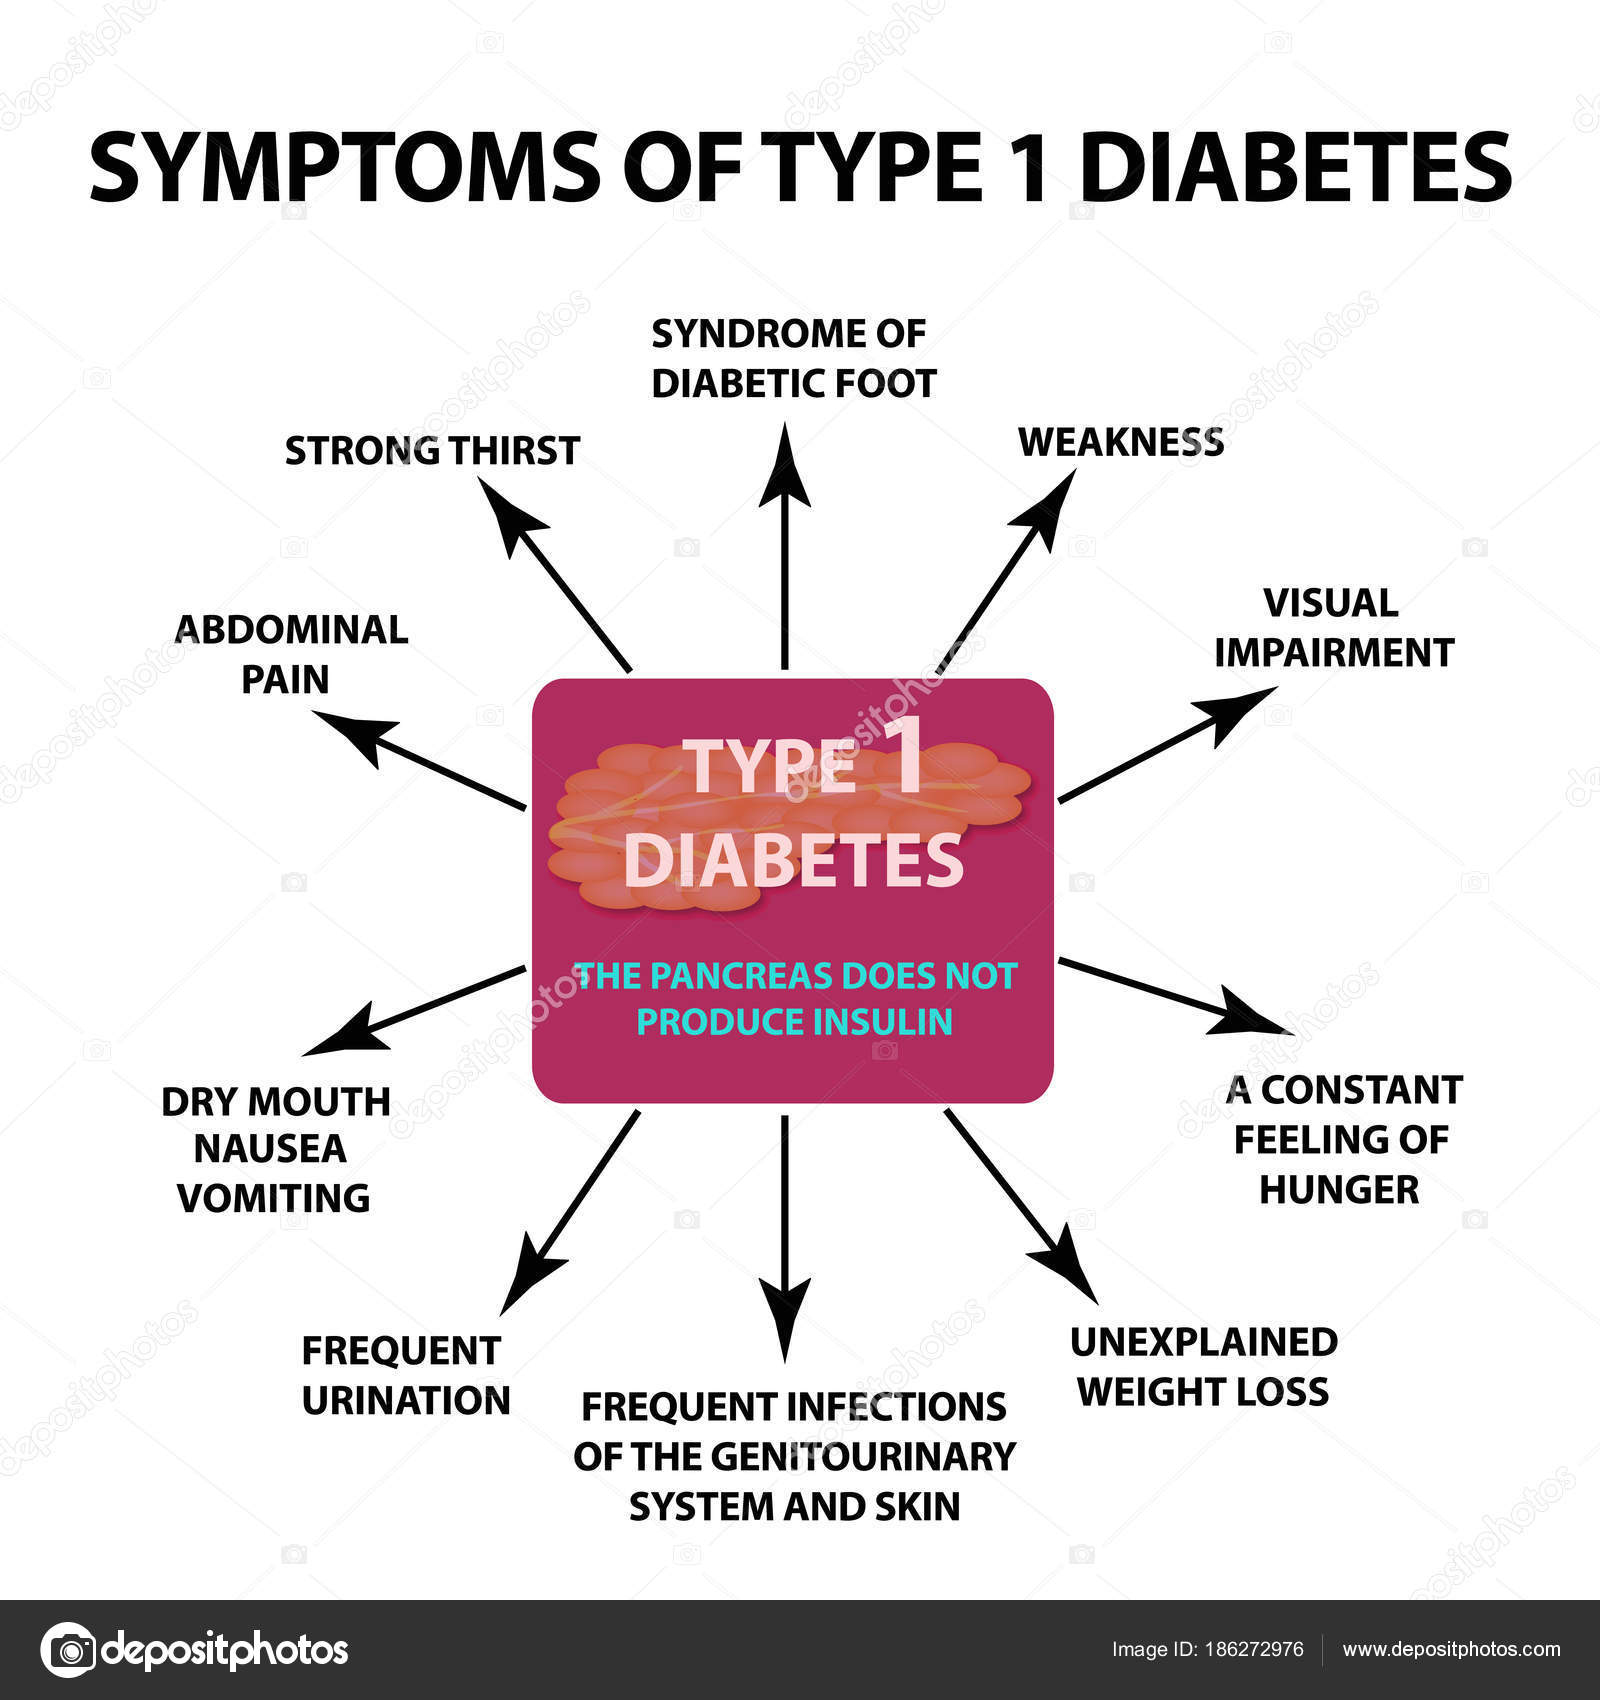 SYMPTOMS OF TYPE 1 DIABETES
SYNDROME OF
DIABETIC FOOT
STRONG THIRST
WEAKNESS
ABDOMINAL
PAIN
VISUAL
IMPAIRMENT
TYPE 1
DIABETES
THE PANCREAS DOES NOT
PRODUCE INSULIN
DRY MOUTH
NAUSEA
VOMITING
A CONSTANT
FEELING OF
HUNGER
FREQUENT
URINATION
FREQUENT INFECTIONS
OF THE GENITOURINARY
SYSTEM AND SKIN
UNEXPLAINED
WEIGHT LOSS
depositphotos
Image ID: 186272976
www.depositphotos.com